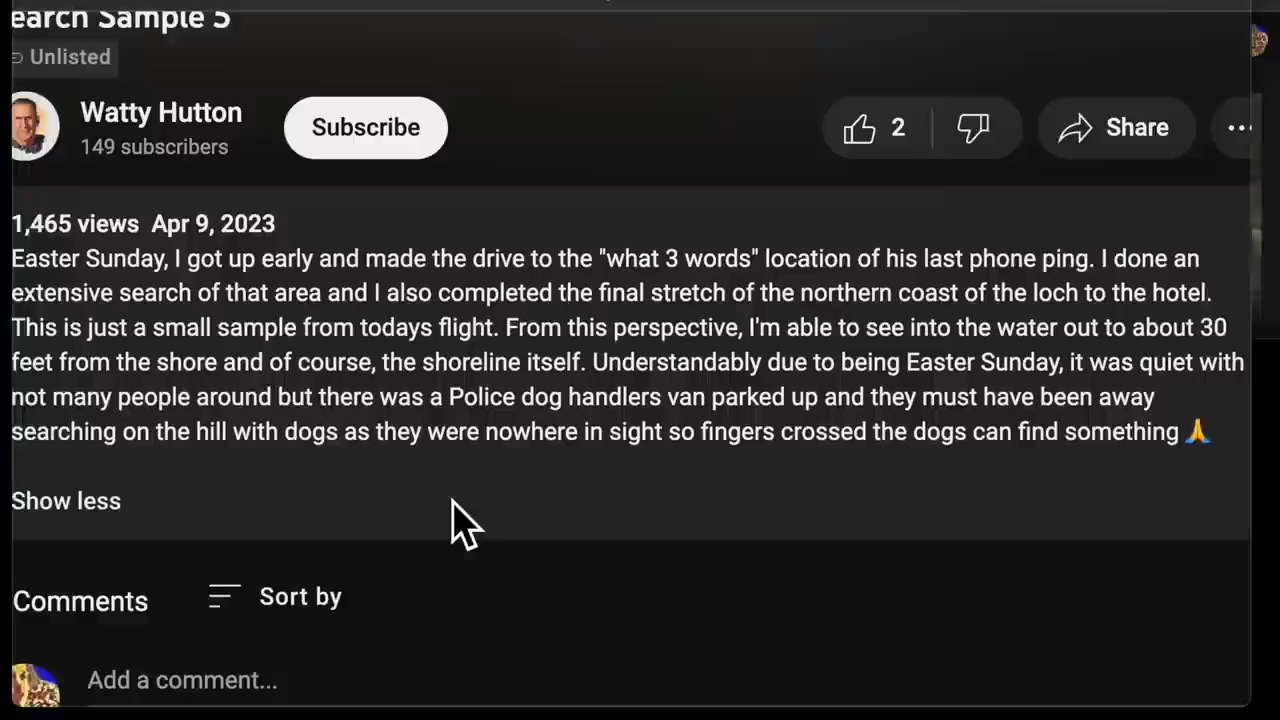 earch Sample 5
Unlisted
Watty Hutton
149 subscribers
Subscribe
2
Share
1,465 views Apr 9, 2023
Easter Sunday, I got up early and made the drive to the "what 3 words" location of his last phone ping. I done an
extensive search of that area and I also completed the final stretch of the northern coast of the loch to the hotel.
This is just a small sample from todays flight. From this perspective, I'm able to see into the water out to about 30
feet from the shore and of course, the shoreline itself. Understandably due to being Easter Sunday, it was quiet with
not many people around but there was a Police dog handlers van parked up and they must have been away
searching on the hill with dogs as they were nowhere in sight so fingers crossed the dogs can find something 🙏
Show less
Comments
Sort by
Add a comment...